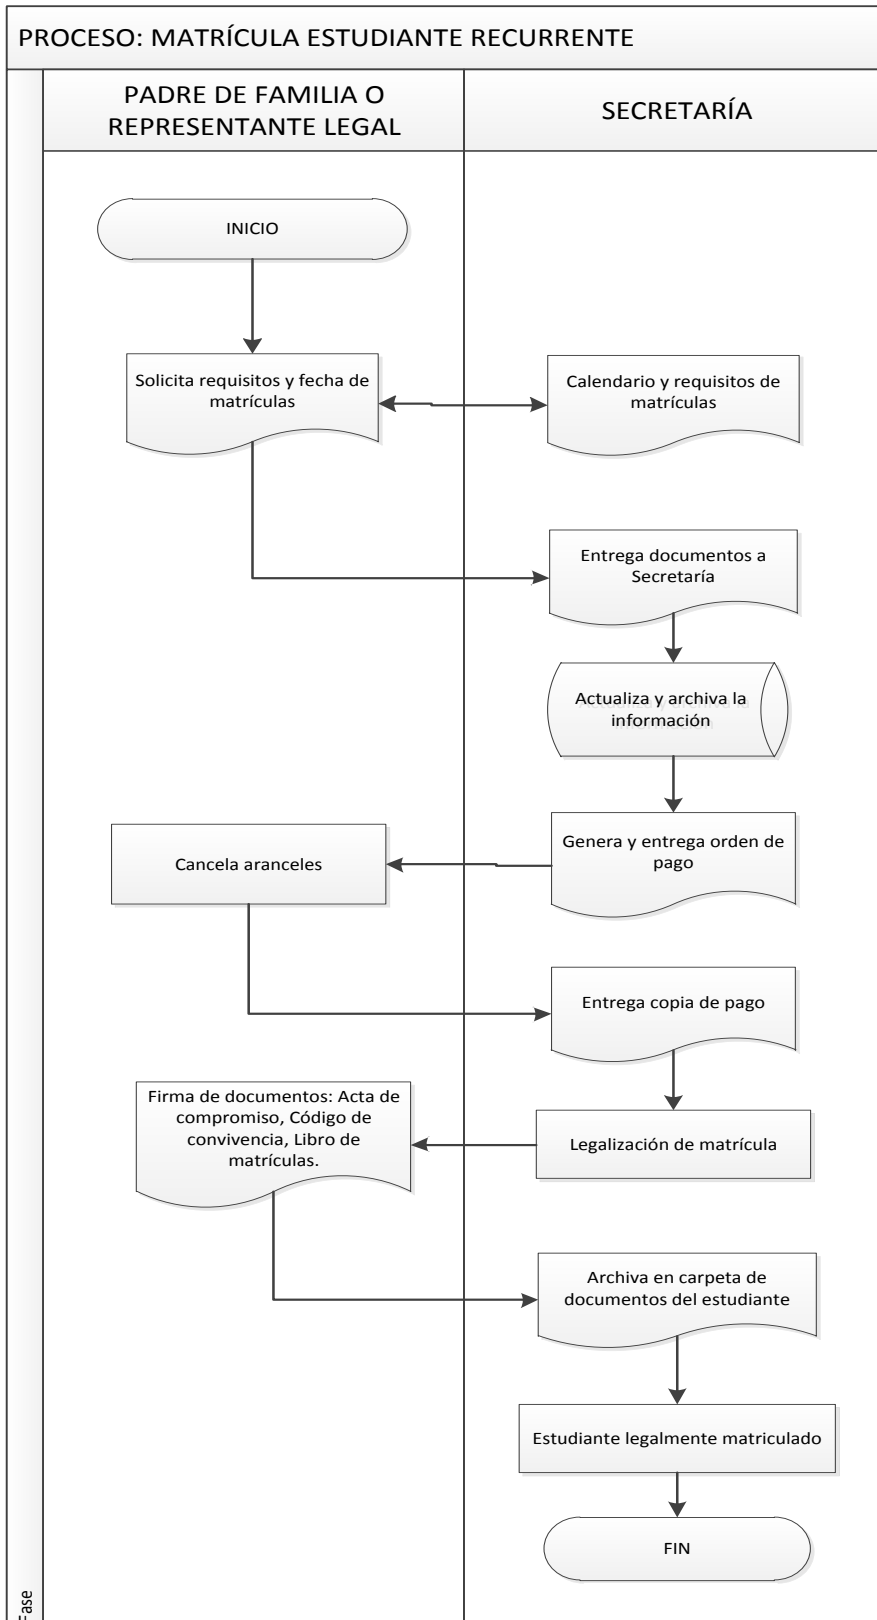 PROCESO: MATRÍCULA ESTUDIANTE RECURRENTE
PADRE DE FAMILIA O
REPRESENTANTE LEGAL
SECRETARÍA
INICIO
Solicita requisitos y fecha de
matrículas
Calendario y requisitos de
matrículas
Entrega documentos a
Secretaría
Actualiza y archiva la
información
Genera y entrega orden de
pago
Cancela aranceles
Entrega copia de pago
Firma de documentos: Acta de
compromiso, Código de
convivencia, Libro de
matrículas.
Legalización de matrícula
Archiva en carpeta de
documentos del estudiante
Estudiante legalmente matriculado
FIN
Fase